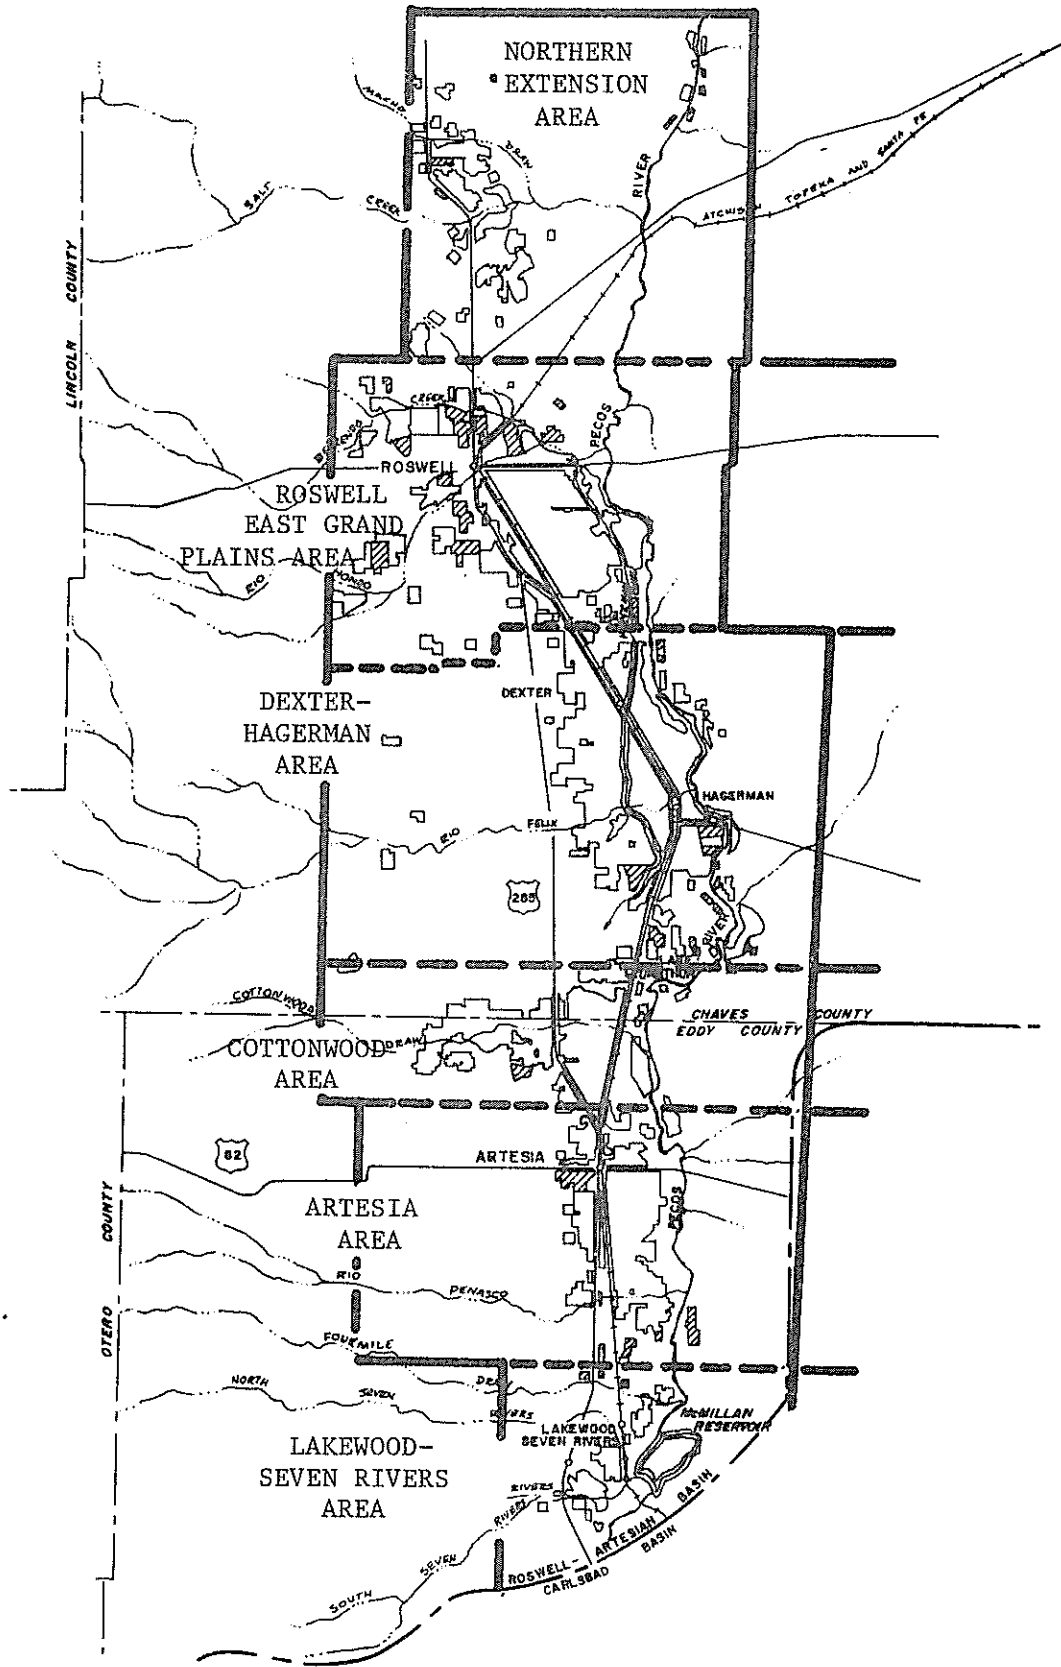 NORTHERN
EXTENSION
AREA
MACHO
DRAW
RIVER
ATCHISON TOPEKA AND SANTA FE
SALT
CREEK
LINCOLN COUNTY
CREEK
PECOS
BERRENDO
ROSWELL
ROSWELL
EAST GRAND
PLAINS AREA
RIO
HONDO
DEXTER
DEXTER-
HAGERMAN
AREA
HAGERMAN
RIO
FELIX
285
RIVER
COTTONWOOD
CHAVES COUNTY
EDDY COUNTY
COTTONWOOD
DRAW
AREA
82
ARTESIA
ARTESIA
AREA
PECOS
OTERO COUNTY
RIO
PENASCO
FOURMILE
DRAW
NORTH
SEVEN
RIVERS
McMILLAN
RESERVOIR
LAKEWOOD
SEVEN RIVERS
LAKEWOOD-
SEVEN RIVERS
AREA
RIVERS
RIVERS
SEVEN
SOUTH
ROSWELL- ARTESIAN BASIN
CARLSBAD BASIN